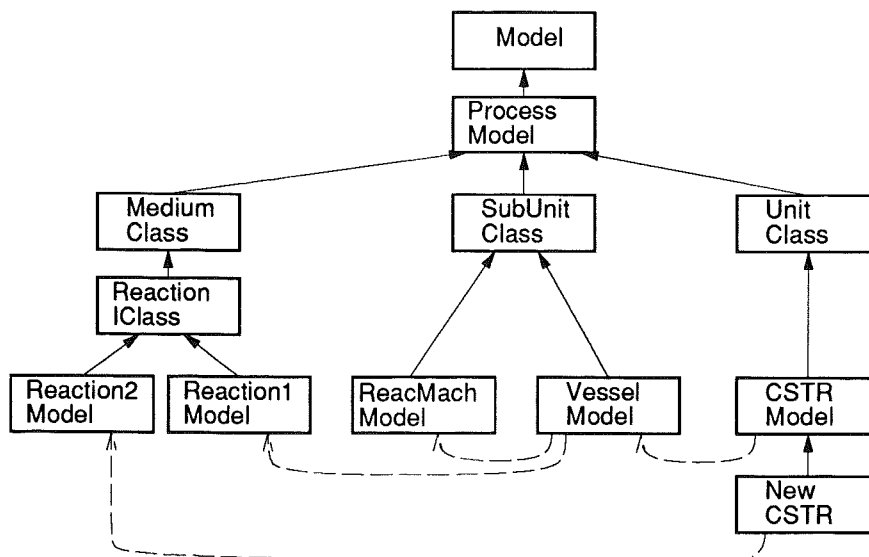 Model
Process
Model
Medium
Class
SubUnit
Class
Unit
Class
Reaction
IClass
Reaction2
Model
Reaction1
Model
ReacMach
Model
Vessel
Model
CSTR
Model
New
CSTR